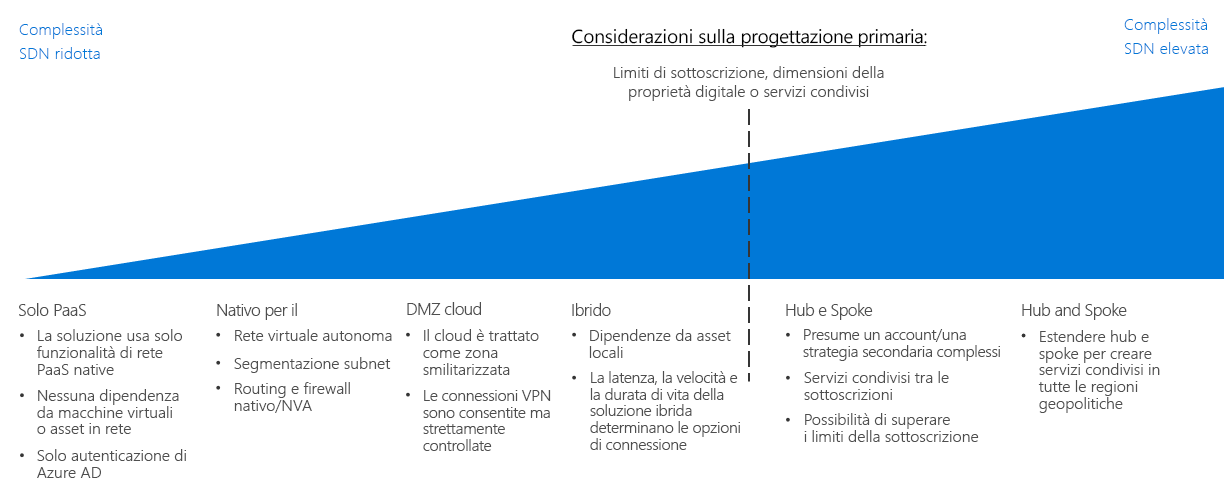 Complessità
SDN ridotta
Considerazioni sulla progettazione primaria:
Limiti di sottoscrizione, dimensioni della
proprietà digitale o servizi condivisi
Complessità
SDN elevata
Solo PaaS
• La soluzione usa solo
funzionalità di rete
PaaS native
• Nessuna dipendenza
da macchine virtuali
o asset in rete
• Solo autenticazione di
Azure AD
Nativo per il
• Rete virtuale autonoma
• Segmentazione subnet
• Routing e firewall
nativo/NVA
DMZ cloud
• Il cloud è trattato
come zona
smilitarizzata
• Le connessioni VPN
sono consentite ma
strettamente
controllate
Ibrido
• Dipendenze da asset
locali
• La latenza, la velocità e
la durata di vita della
soluzione ibrida
determinano le opzioni
di connessione
Hub e Spoke
• Presume un account/una
strategia secondaria complessi
• Servizi condivisi tra le
sottoscrizioni
• Possibilità di superare
i limiti della sottoscrizione
Hub and Spoke
• Estendere hub e
spoke per creare
servizi condivisi in
tutte le regioni
geopolitiche